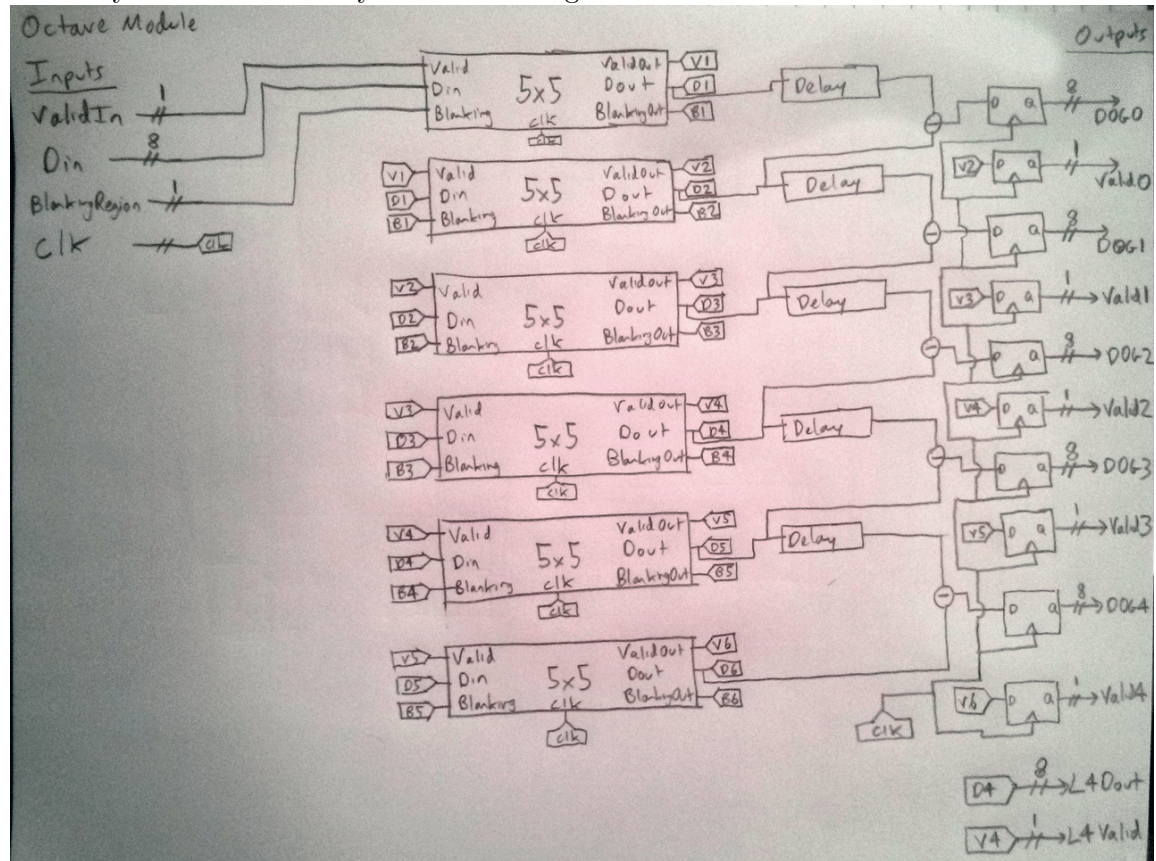 Octave Module
Inputs
ValidIn 1
Din 8
BlankingRegion 1
Clk clk
Valid ValidOut V1
Din 5x5 Dout D1
Blanking clk BlankingOut B1
clk
Delay
V1 Valid ValidOut V2
D1 Din 5x5 Dout D2
B1 Blanking clk Blanking Out B2
clk
Delay
V2 Valid Validout V3
D2 Din 5x5 Dout D3
B2 Blanking clk BlankingOut B3
clk
Delay
V3 Valid Validout V4
D3 Din 5x5 Dout D4
B3 Blanking clk Blanking Out B4
clk
Delay
V4 Valid ValidOut V5
D4 Din 5x5 Dout D5
B4 Blanking clk BlankingOut B5
clk
Delay
V5 Valid ValidOut V6
D5 Din 5x5 Dout D6
B5 Blanking clk BlankingOut B6
clk
clk
Outputs
D Q 8 DOG0
V2 D Q 1 Valid0
D Q 8 DOG1
V3 D Q 1 Valid1
D Q 8 DOG2
V4 D Q 1 Valid2
D Q 8 DOG3
V5 D Q 1 Valid3
D Q 8 DOG4
V6 D Q 1 Valid4
D4 8 L4Dout
V4 1 L4 Valid